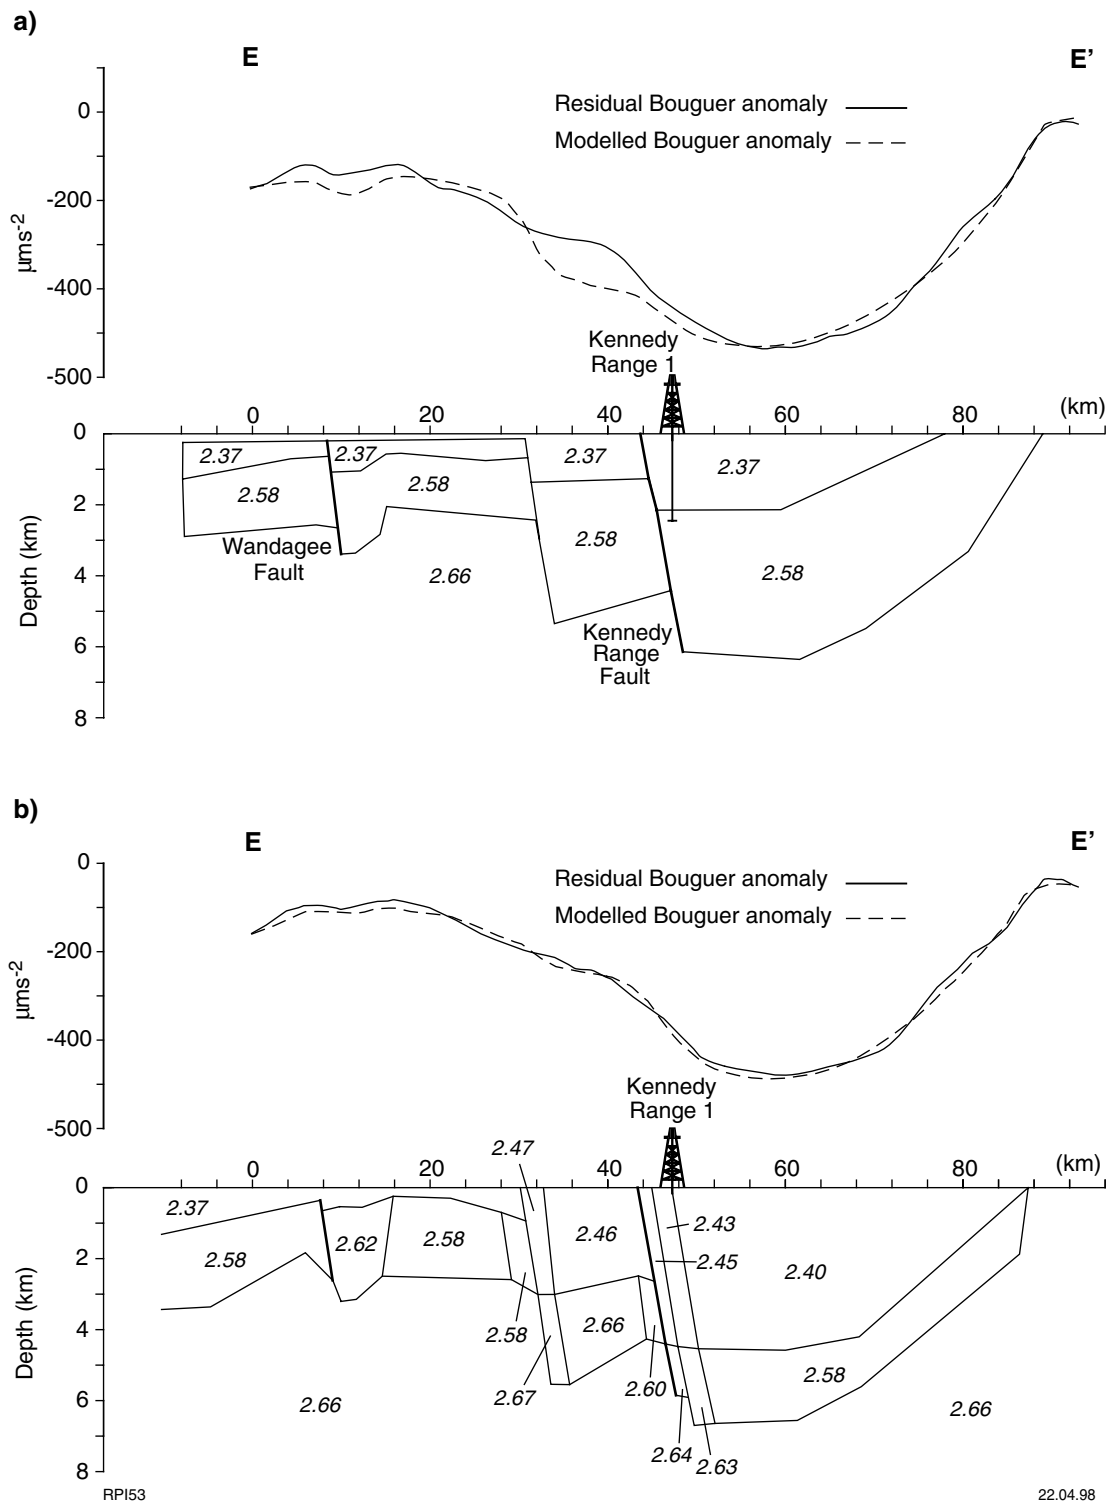 a)
E
E’
Residual Bouguer anomaly
Modelled Bouguer anomaly
0
-200
-400
-500
µms-2
Kennedy
Range 1
0 20 40 60 80 (km)
0
2
4
6
8
Depth (km)
2.37 2.37 2.37 2.37
2.58 2.58 2.58 2.58
2.66
Wandagee
Fault
Kennedy
Range
Fault
b)
E
E’
Residual Bouguer anomaly
Modelled Bouguer anomaly
0
-200
-400
-500
µms-2
Kennedy
Range 1
2.47
0 20 40 60 80 (km)
0
2
4
6
8
Depth (km)
2.37
2.58 2.62 2.58 2.46 2.43
2.45 2.40
2.58 2.66
2.67 2.60 2.58
2.66 2.64 2.63 2.66
RPI53
22.04.98